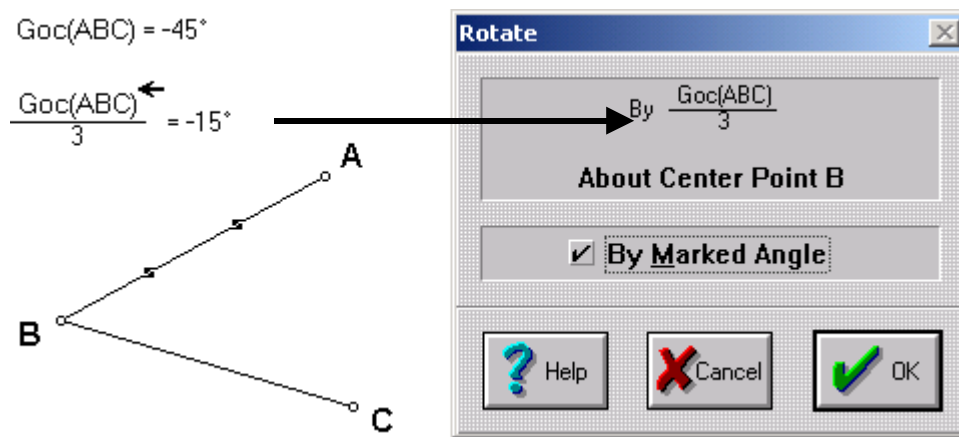 Goc(ABC) = -45°
Goc(ABC)
3
= -15°
A
B
C
Rotate
By Goc(ABC)
3
About Center Point B
By Marked Angle
Help
Cancel
OK